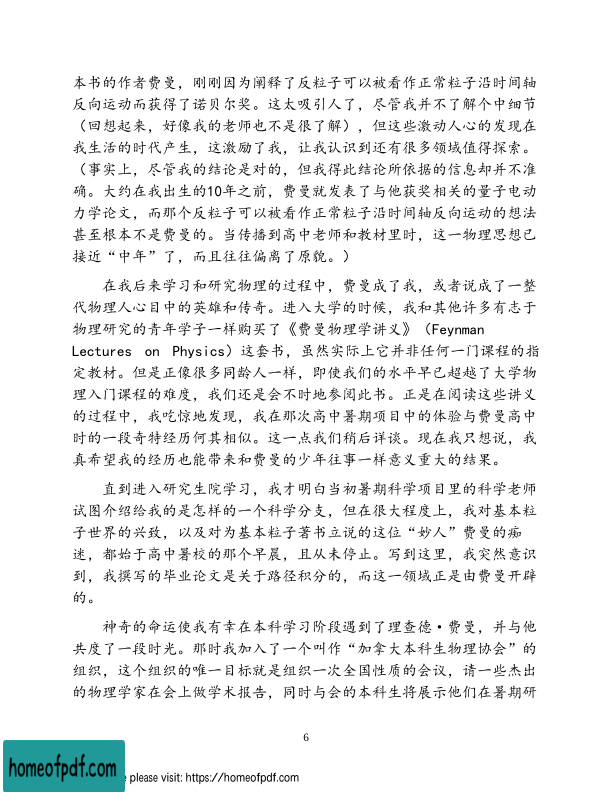 本书的作者费曼，刚刚因为阐释了反粒子可以被看作正常粒子沿时间轴
反向运动而获得了诺贝尔奖。这太吸引人了，尽管我并不了解个中细节
（回想起来，好像我的老师也不是很了解），但这些激动人心的发现在
我生活的时代产生，这激励了我，让我认识到还有很多领域值得探索。
（事实上，尽管我的结论是对的，但我得此结论所依据的信息却并不准
确。大约在我出生的10年之前，费曼就发表了与他获奖相关的量子电动
力学论文，而那个反粒子可以被看作正常粒子沿时间轴反向运动的想法
甚至根本不是费曼的。当传播到高中老师和教材里时，这一物理思想已
接近“中年”了，而且往往偏离了原貌。）
在我后来学习和研究物理的过程中，费曼成了我，或者说成了一整
代物理人心目中的英雄和传奇。进入大学的时候，我和其他许多有志于
物理研究的青年学子一样购买了《费曼物理学讲义》（Feynman
Lectures on Physics）这套书，虽然实际上它并非任何一门课程的指
定教材。但是正像很多同龄人一样，即使我们的水平早已超越了大学物
理入门课程的难度，我们还是会不时地参阅此书。正是在阅读这些讲义
的过程中，我吃惊地发现，我在那次高中暑期项目中的体验与费曼高中
时的一段奇特经历何其相似。这一点我们稍后详谈。现在我只想说，我
真希望我的经历也能带来和费曼的少年往事一样意义重大的结果。
直到进入研究生院学习，我才明白当初暑期科学项目里的科学老师
试图介绍给我的是怎样的一个科学分支，但在很大程度上，我对基本粒
子世界的兴致，以及对为基本粒子著书立说的这位“妙人”费曼的痴
迷，都始于高中暑校的那个早晨，且从未停止。写到这里，我突然意识
到，我撰写的毕业论文是关于路径积分的，而这一领域正是由费曼开辟
的。
神奇的命运使我有幸在本科学习阶段遇到了理查德·费曼，并与他
共度了一段时光。那时我加入了一个叫作“加拿大本科生物理协会”的
组织，这个组织的唯一目标就是组织一次全国性质的会议，请一些杰出
的物理学家在会上做学术报告，同时与会的本科生将展示他们在暑期研
6
homeofpdf.com
e please visit: https://homeofpdf.com